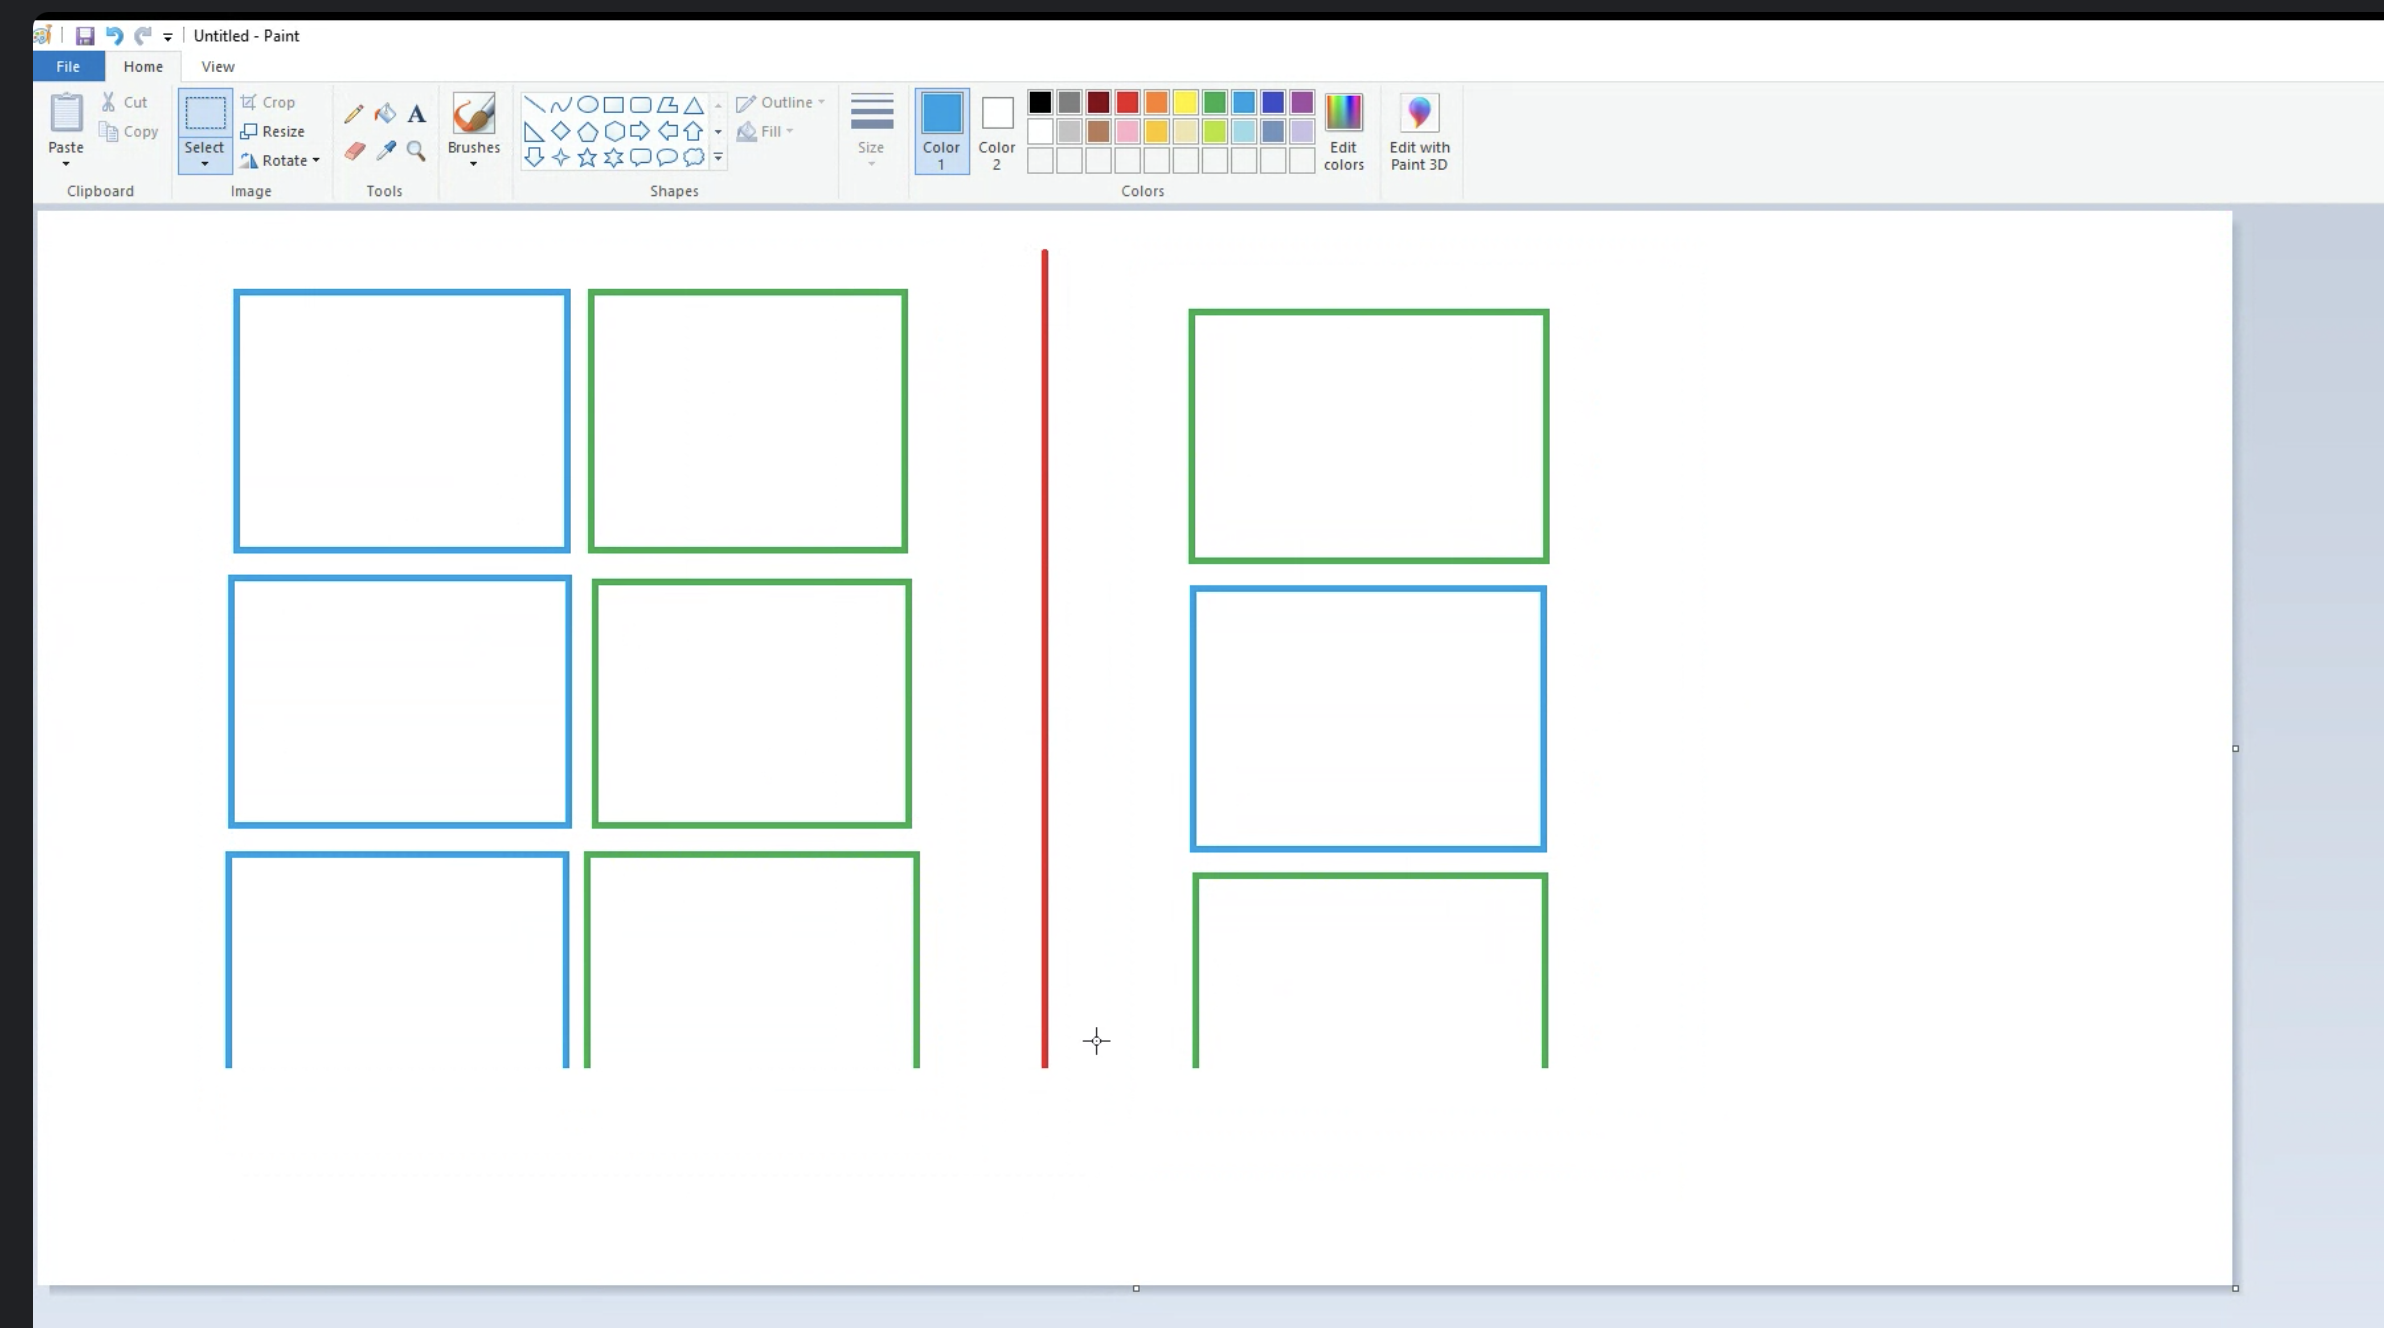 Untitled - Paint
File Home View
Paste
Cut
Copy
Clipboard
Select
Crop
Resize
Rotate
Image
A
Tools
Brushes
Shapes
Outline
Fill
Size
Color
1
Color
2
Edit
colors
Colors
Edit with
Paint 3D